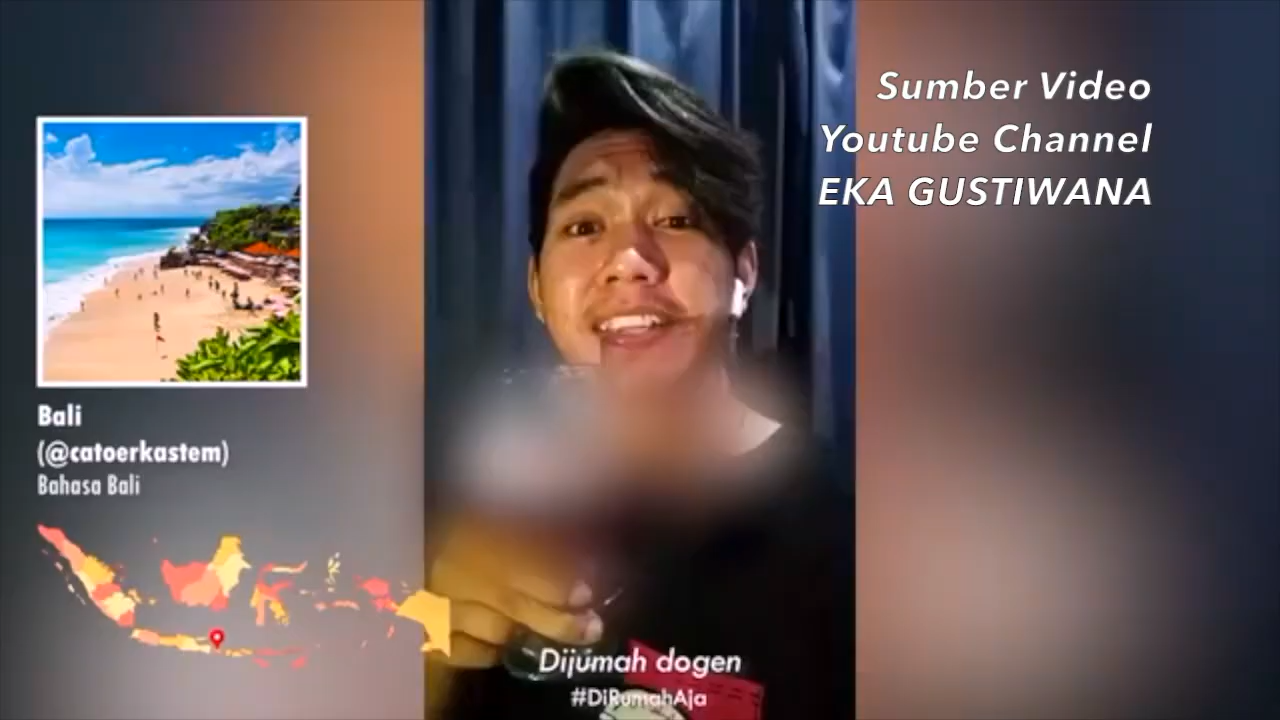 Sumber Video
Youtube Channel
EKA GUSTIWANA
Bali
(@catoerkastem)
Bahasa Bali
Dijumah dogen
#DiRumahAja